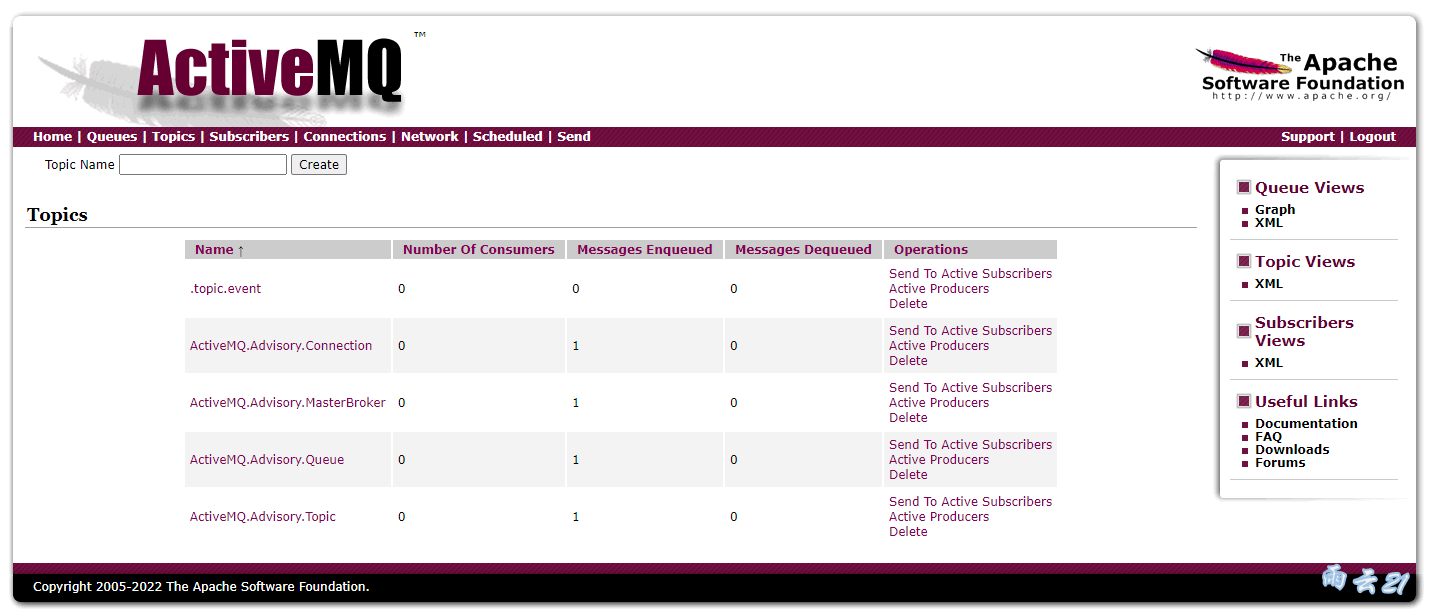 ActiveMQ™
The Apache
Software Foundation
http://www.apache.org/
Home | Queues | Topics | Subscribers | Connections | Network | Scheduled | Send
Support | Logout
Topic Name Create
Topics
Name ↑ Number Of Consumers Messages Enqueued Messages Dequeued Operations
.topic.event 0 0 0 Send To Active Subscribers
Active Producers
Delete
ActiveMQ.Advisory.Connection 0 1 0 Send To Active Subscribers
Active Producers
Delete
ActiveMQ.Advisory.MasterBroker 0 1 0 Send To Active Subscribers
Active Producers
Delete
ActiveMQ.Advisory.Queue 0 1 0 Send To Active Subscribers
Active Producers
Delete
ActiveMQ.Advisory.Topic 0 1 0 Send To Active Subscribers
Active Producers
Delete
Queue Views
Graph
XML
Topic Views
XML
Subscribers
Views
XML
Useful Links
Documentation
FAQ
Downloads
Forums
Copyright 2005-2022 The Apache Software Foundation.
雨云21